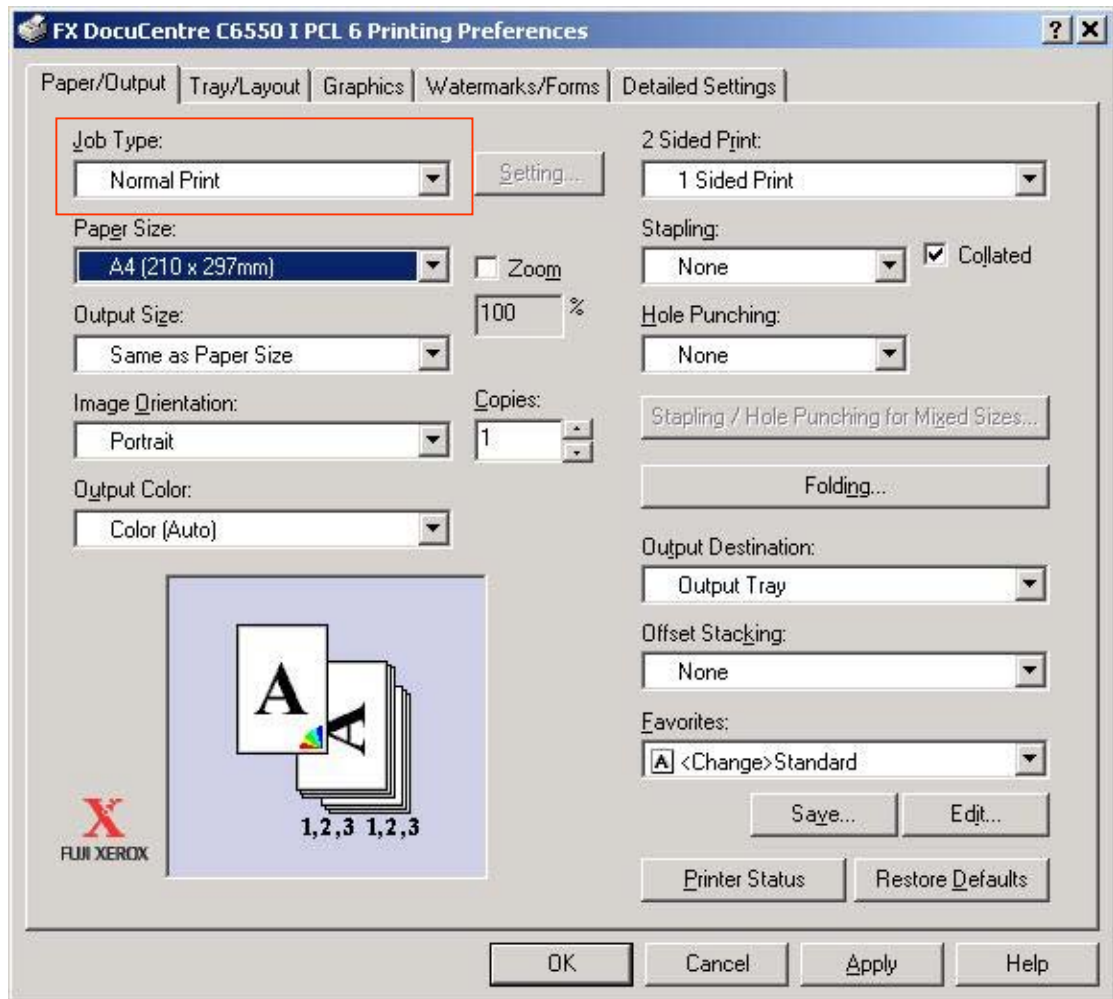 FX DocuCentre C6550 I PCL 6 Printing Preferences
Paper/Output Tray/Layout Graphics Watermarks/Forms Detailed Settings
Job Type:
Normal Print
Setting...
Paper Size:
A4 (210 x 297mm)
Zoom
100 %
Output Size:
Same as Paper Size
Image Orientation:
Portrait
Copies:
1
Output Color:
Color (Auto)
A
A
1,2,3 1,2,3
FUJI XEROX
2 Sided Print:
1 Sided Print
Stapling:
None
Collated
Hole Punching:
None
Stapling / Hole Punching for Mixed Sizes...
Folding...
Output Destination:
Output Tray
Offset Stacking:
None
Favorites:
A <Change>Standard
Save... Edit...
Printer Status Restore Defaults
OK Cancel Apply Help